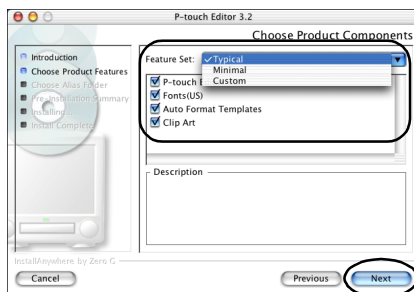 P-touch Editor 3.2
Choose Product Components
Introduction
Choose Product Features
Choose Alias Folder
Pre-Installation Summary
Installing...
Install Complete
Feature Set:
Typical
Minimal
Custom
P-touch
Fonts(US)
Auto Format Templates
Clip Art
Description
InstallAnywhere by Zero G
Cancel
Previous
Next